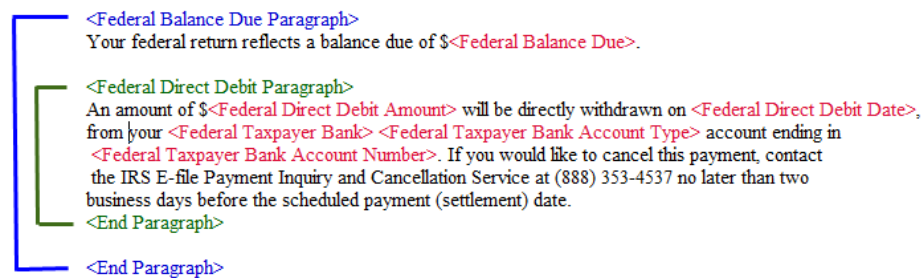 <Federal Balance Due Paragraph>
Your federal return reflects a balance due of $<Federal Balance Due>.
<Federal Direct Debit Paragraph>
An amount of $<Federal Direct Debit Amount> will be directly withdrawn on <Federal Direct Debit Date>,
from your <Federal Taxpayer Bank> <Federal Taxpayer Bank Account Type> account ending in
<Federal Taxpayer Bank Account Number>. If you would like to cancel this payment, contact
the IRS E-file Payment Inquiry and Cancellation Service at (888) 353-4537 no later than two
business days before the scheduled payment (settlement) date.
<End Paragraph>
<End Paragraph>